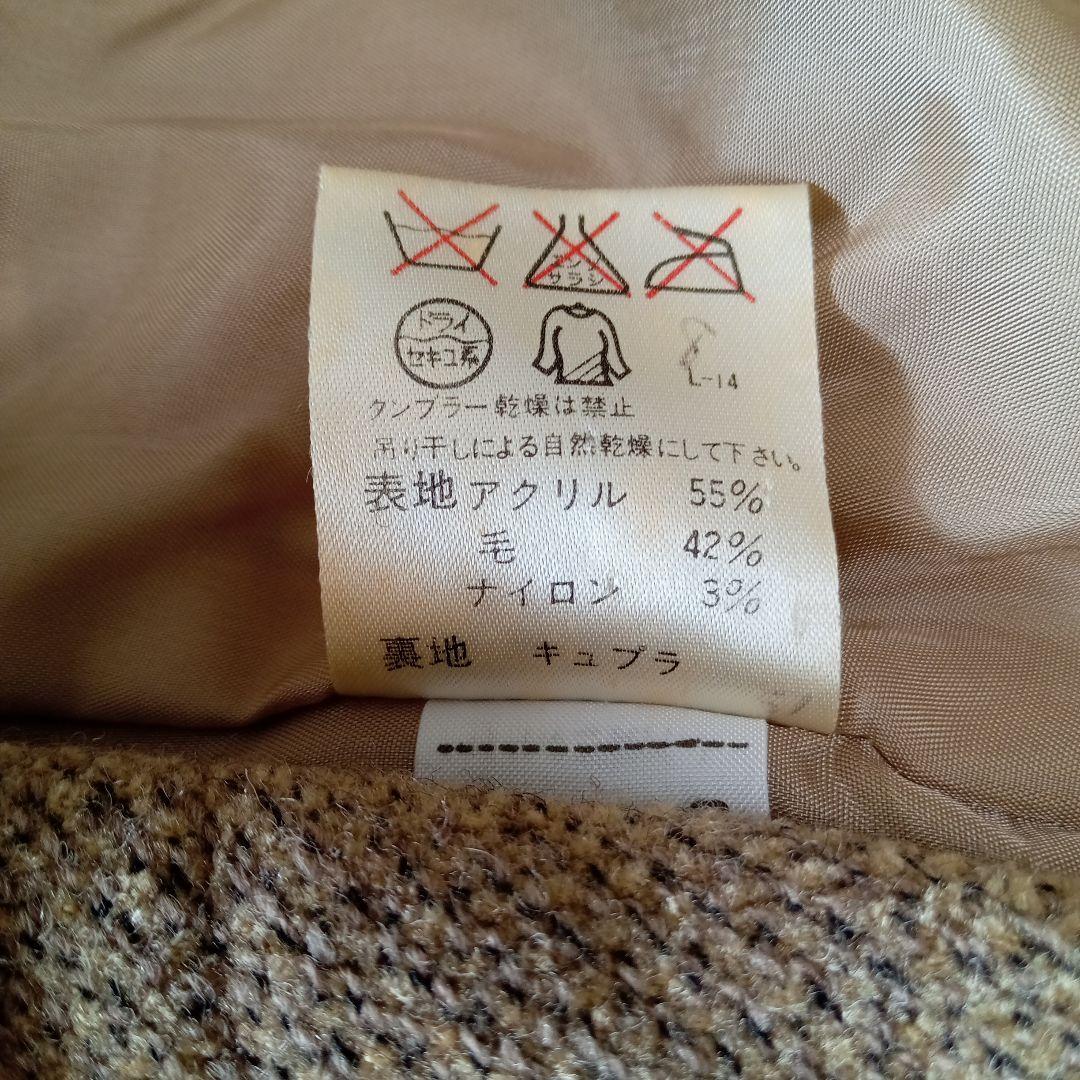 エンソ
サラシ
ドライ
セキユ系
L-14
タンブラー乾燥は禁止
吊り干しによる自然乾燥にして下さい。
表地 アクリル 55%
毛 42%
ナイロン 3%
裏地 キュプラ